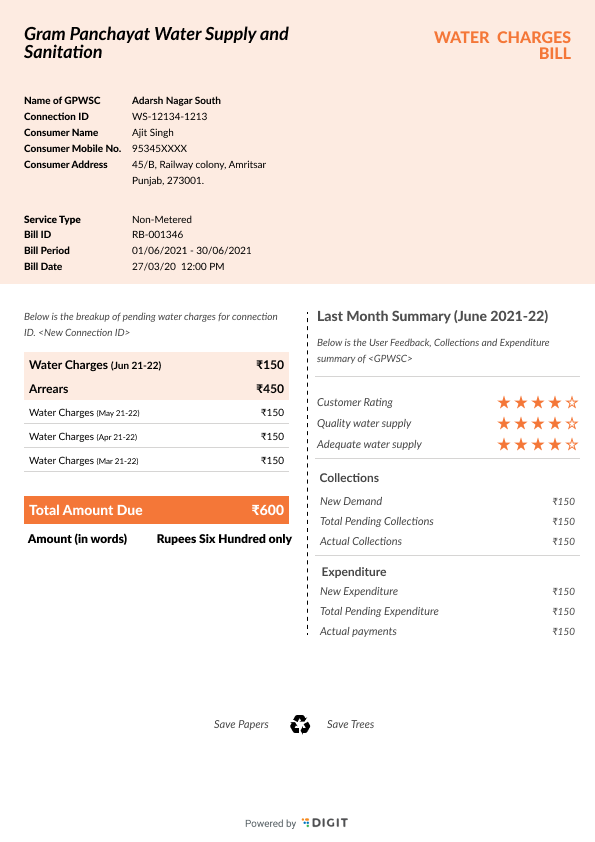 Gram Panchayat Water Supply and
Sanitation
WATER CHARGES
BILL
Name of GPWSC Adarsh Nagar South
Connection ID WS-12134-1213
Consumer Name Ajit Singh
Consumer Mobile No. 95345XXXX
Consumer Address 45/B, Railway colony, Amritsar
Punjab, 273001.
Service Type Non-Metered
Bill ID RB-001346
Bill Period 01/06/2021 - 30/06/2021
Bill Date 27/03/20 12:00 PM
Below is the breakup of pending water charges for connection
ID. <New Connection ID>
Water Charges (Jun 21-22) ₹150
Arrears ₹450
Water Charges (May 21-22) ₹150
Water Charges (Apr 21-22) ₹150
Water Charges (Mar 21-22) ₹150
Total Amount Due ₹600
Amount (in words) Rupees Six Hundred only
Last Month Summary (June 2021-22)
Below is the User Feedback, Collections and Expenditure
summary of <GPWSC>
Customer Rating ★★★★☆
Quality water supply ★★★★☆
Adequate water supply ★★★★☆
Collections
New Demand ₹150
Total Pending Collections ₹150
Actual Collections ₹150
Expenditure
New Expenditure ₹150
Total Pending Expenditure ₹150
Actual payments ₹150
Save Papers Save Trees
Powered by DIGIT